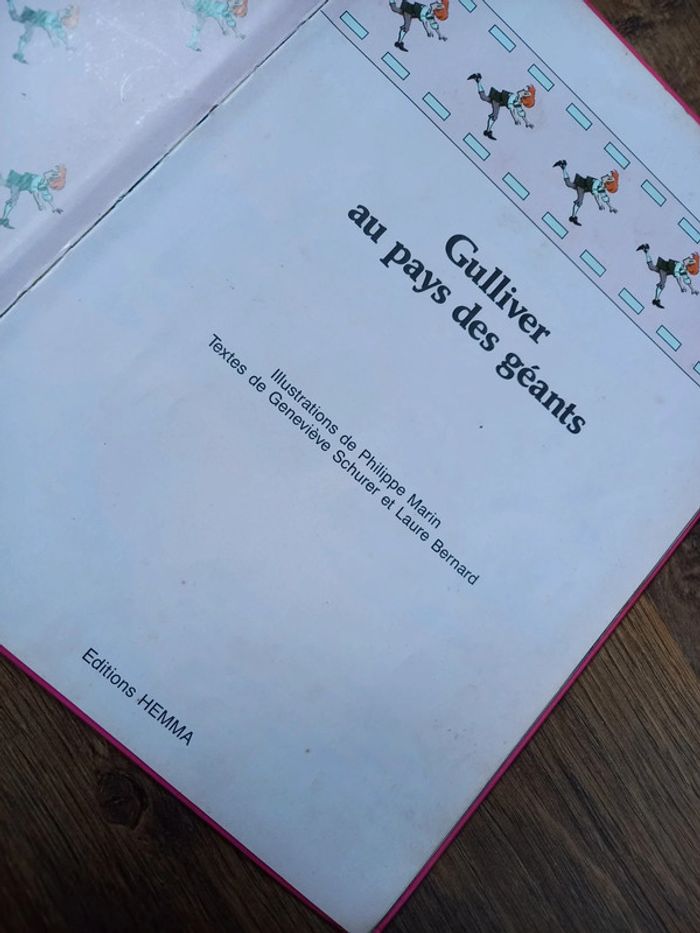 Gulliver
au pays des géants
Illustrations de Philippe Marin
Textes de Geneviève Schurer et Laure Bernard
Editions HEMMA